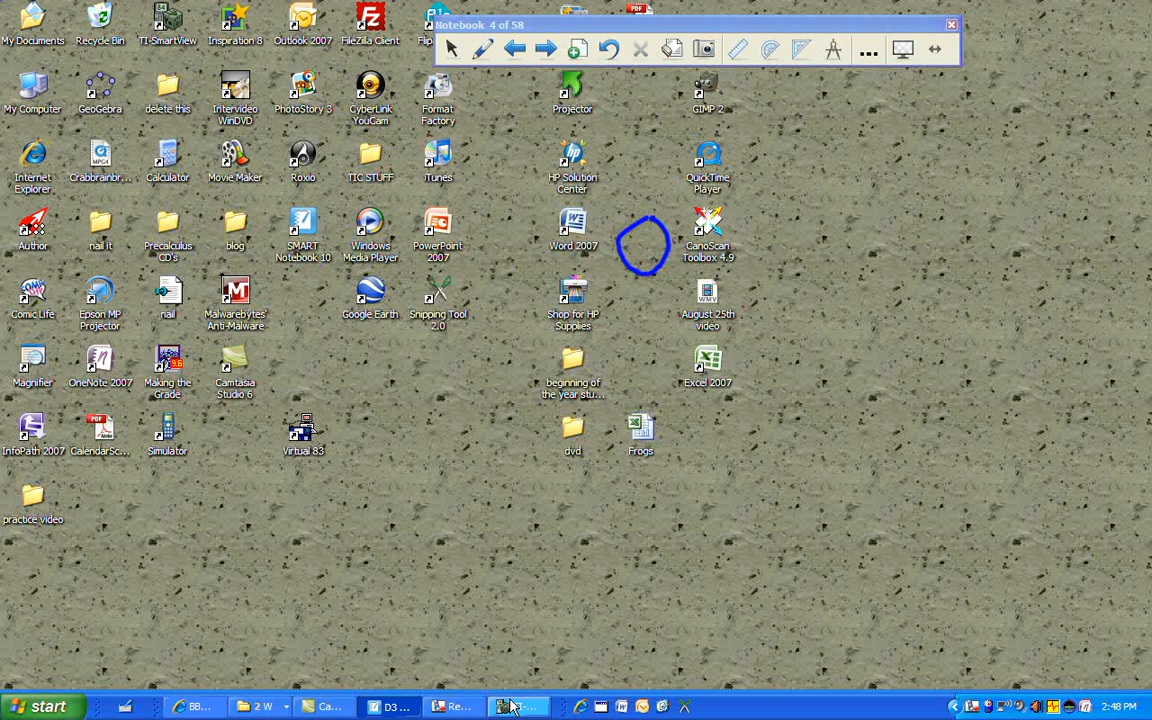 Notebook 4 of 58
My Documents
Recycle Bin
TI-SmartView
Inspiration 8
Outlook 2007
FileZilla Client
My Computer
GeoGebra
delete this
Intervideo
WinDVD
PhotoStory 3
CyberLink
YouCam
Format
Factory
Projector
GIMP 2
Internet
Explorer
Crabbrainbr...
Calculator
Movie Maker
Roxio
TIC STUFF
iTunes
HP Solution
Center
QuickTime
Player
Author
nail it
Precalculus
CD's
blog
SMART
Notebook 10
Windows
Media Player
PowerPoint
2007
Word 2007
CanoScan
Toolbox 4.9
Comic Life
Epson MP
Projector
nail
Malwarebytes'
Anti-Malware
Google Earth
Snipping Tool
2.0
Shop for HP
Supplies
August 25th
video
Magnifier
OneNote 2007
Making the
Grade
Camtasia
Studio 6
beginning of
the year stu...
Excel 2007
InfoPath 2007
CalendarSc...
Simulator
Virtual 83
dvd
Frogs
practice video
start
BB...
2 W
Ca...
D3 ...
Re...
2:48 PM